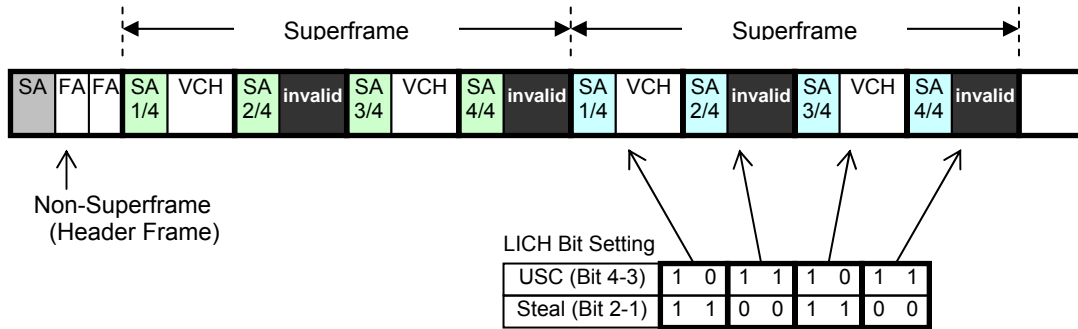 Superframe Superframe
SA FA FA SA 1/4 VCH SA 2/4 invalid SA 3/4 VCH SA 4/4 invalid SA 1/4 VCH SA 2/4 invalid SA 3/4 VCH SA 4/4 invalid
Non-Superframe
(Header Frame)
LICH Bit Setting
USC (Bit 4-3) 1 0 1 1 1 0 1 1
Steal (Bit 2-1) 1 1 0 0 1 1 0 0